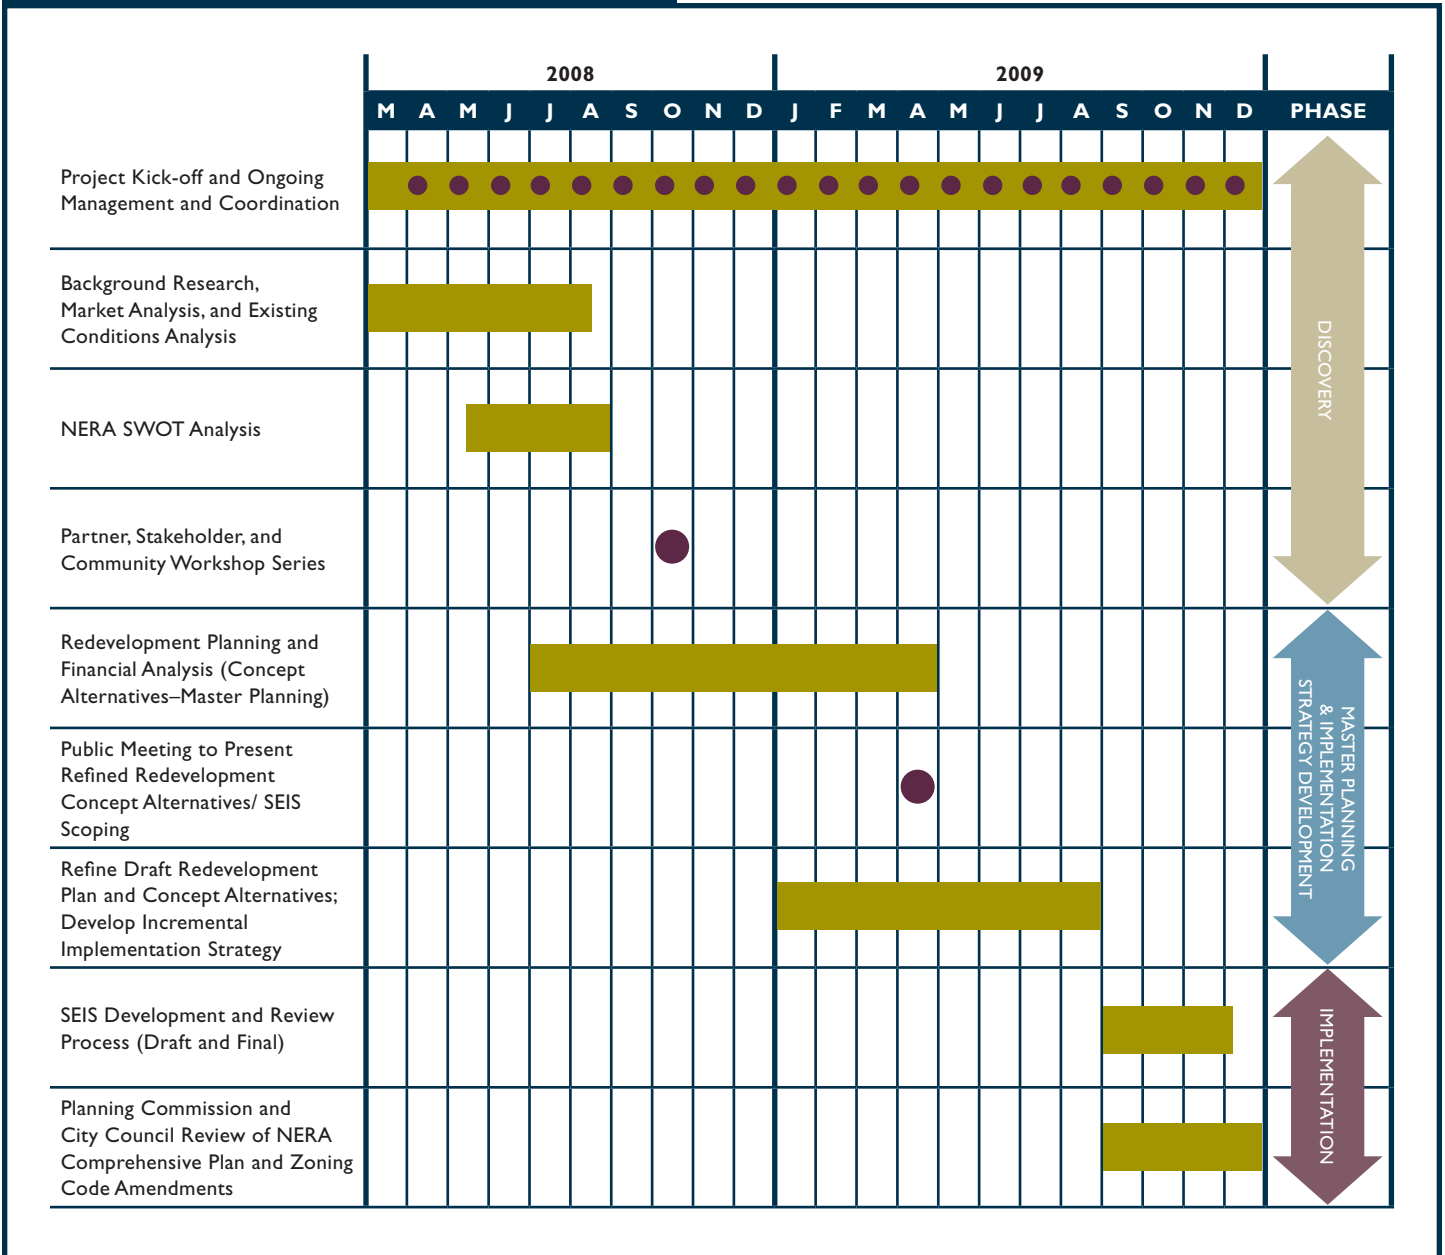 2008
2009
M A M J J A S O N D J F M A M J J A S O N D PHASE
Project Kick-off and Ongoing
Management and Coordination
Background Research,
Market Analysis, and Existing
Conditions Analysis
NERA SWOT Analysis
Partner, Stakeholder, and
Community Workshop Series
DISCOVERY
Redevelopment Planning and
Financial Analysis (Concept
Alternatives–Master Planning)
Public Meeting to Present
Refined Redevelopment
Concept Alternatives/ SEIS
Scoping
Refine Draft Redevelopment
Plan and Concept Alternatives;
Develop Incremental
Implementation Strategy
MASTER PLANNING
& IMPLEMENTATION
STRATEGY DEVELOPMENT
SEIS Development and Review
Process (Draft and Final)
Planning Commission and
City Council Review of NERA
Comprehensive Plan and Zoning
Code Amendments
IMPLEMENTATION